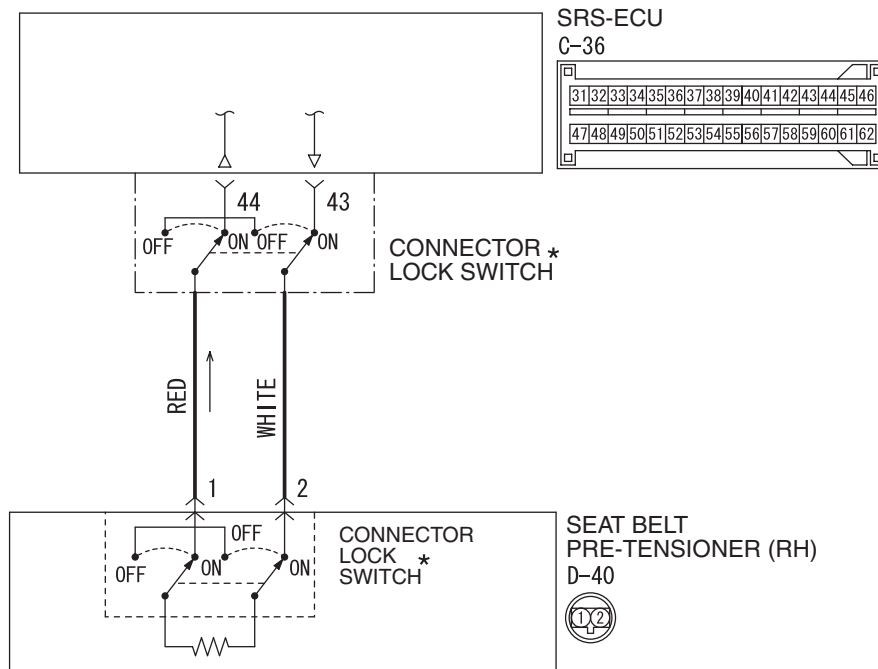 SRS-ECU
C-36
31 32 33 34 35 36 37 38 39 40 41 42 43 44 45 46
47 48 49 50 51 52 53 54 55 56 57 58 59 60 61 62
44 43
OFF ON OFF ON
CONNECTOR *
LOCK SWITCH
RED
WHITE
1 2
OFF ON OFF ON
CONNECTOR
LOCK *
SWITCH
SEAT BELT
PRE-TENSIONER (RH)
D-40
1 2